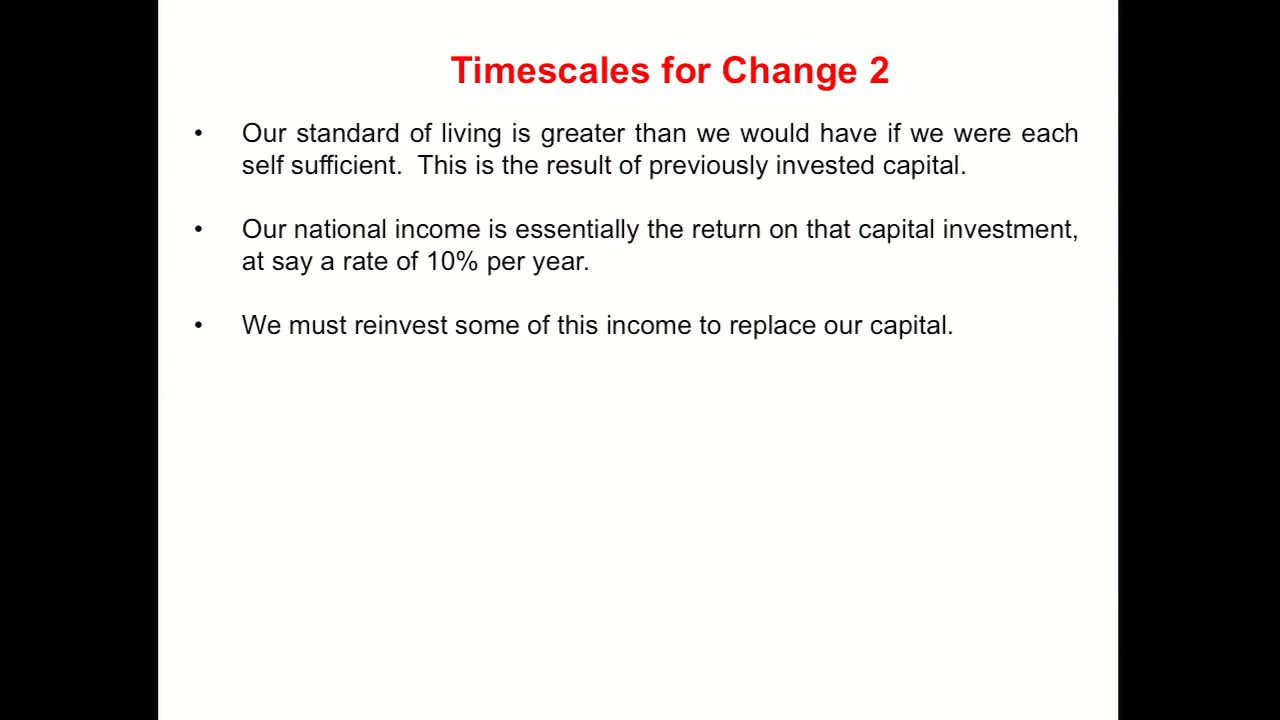 Timescales for Change 2
• Our standard of living is greater than we would have if we were each
self sufficient.  This is the result of previously invested capital.
• Our national income is essentially the return on that capital investment,
at say a rate of 10% per year.
• We must reinvest some of this income to replace our capital.